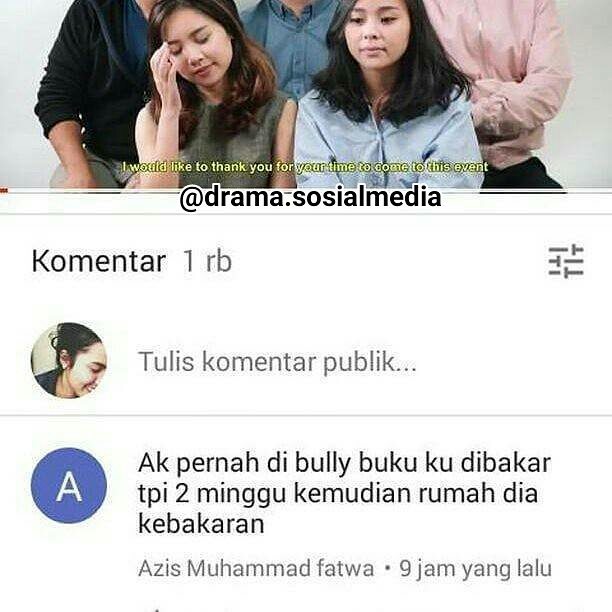 I would like to thank you for your time to come to this event
@drama.sosialmedia
Komentar 1 rb
Tulis komentar publik...
A
Ak pernah di bully buku ku dibakar
tpi 2 minggu kemudian rumah dia
kebakaran
Azis Muhammad fatwa • 9 jam yang lalu